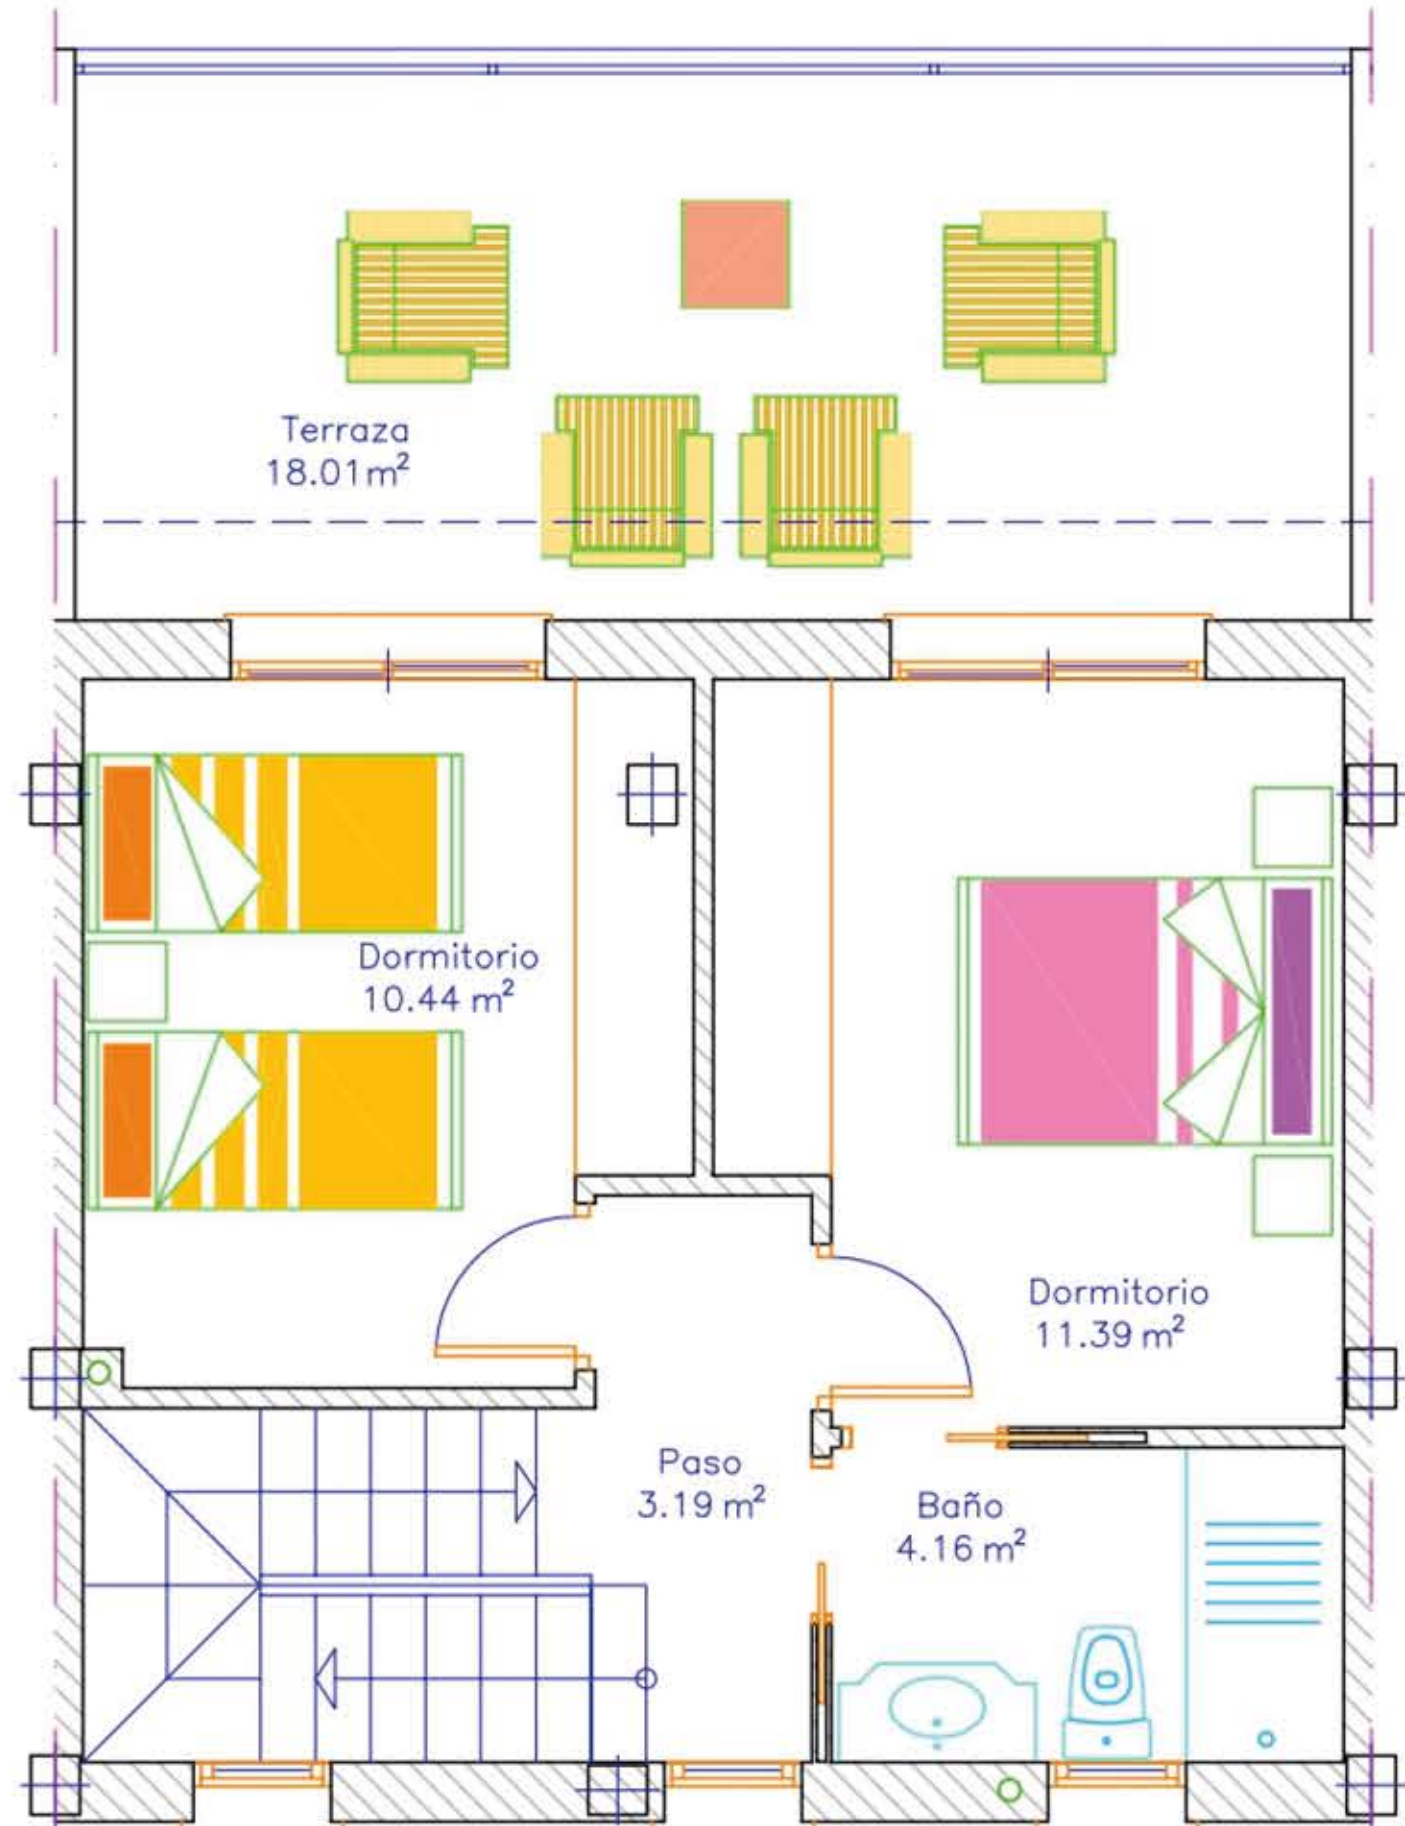 Terraza
18.01m²
Dormitorio
10.44 m²
Dormitorio
11.39 m²
Paso
3.19 m²
Baño
4.16 m²